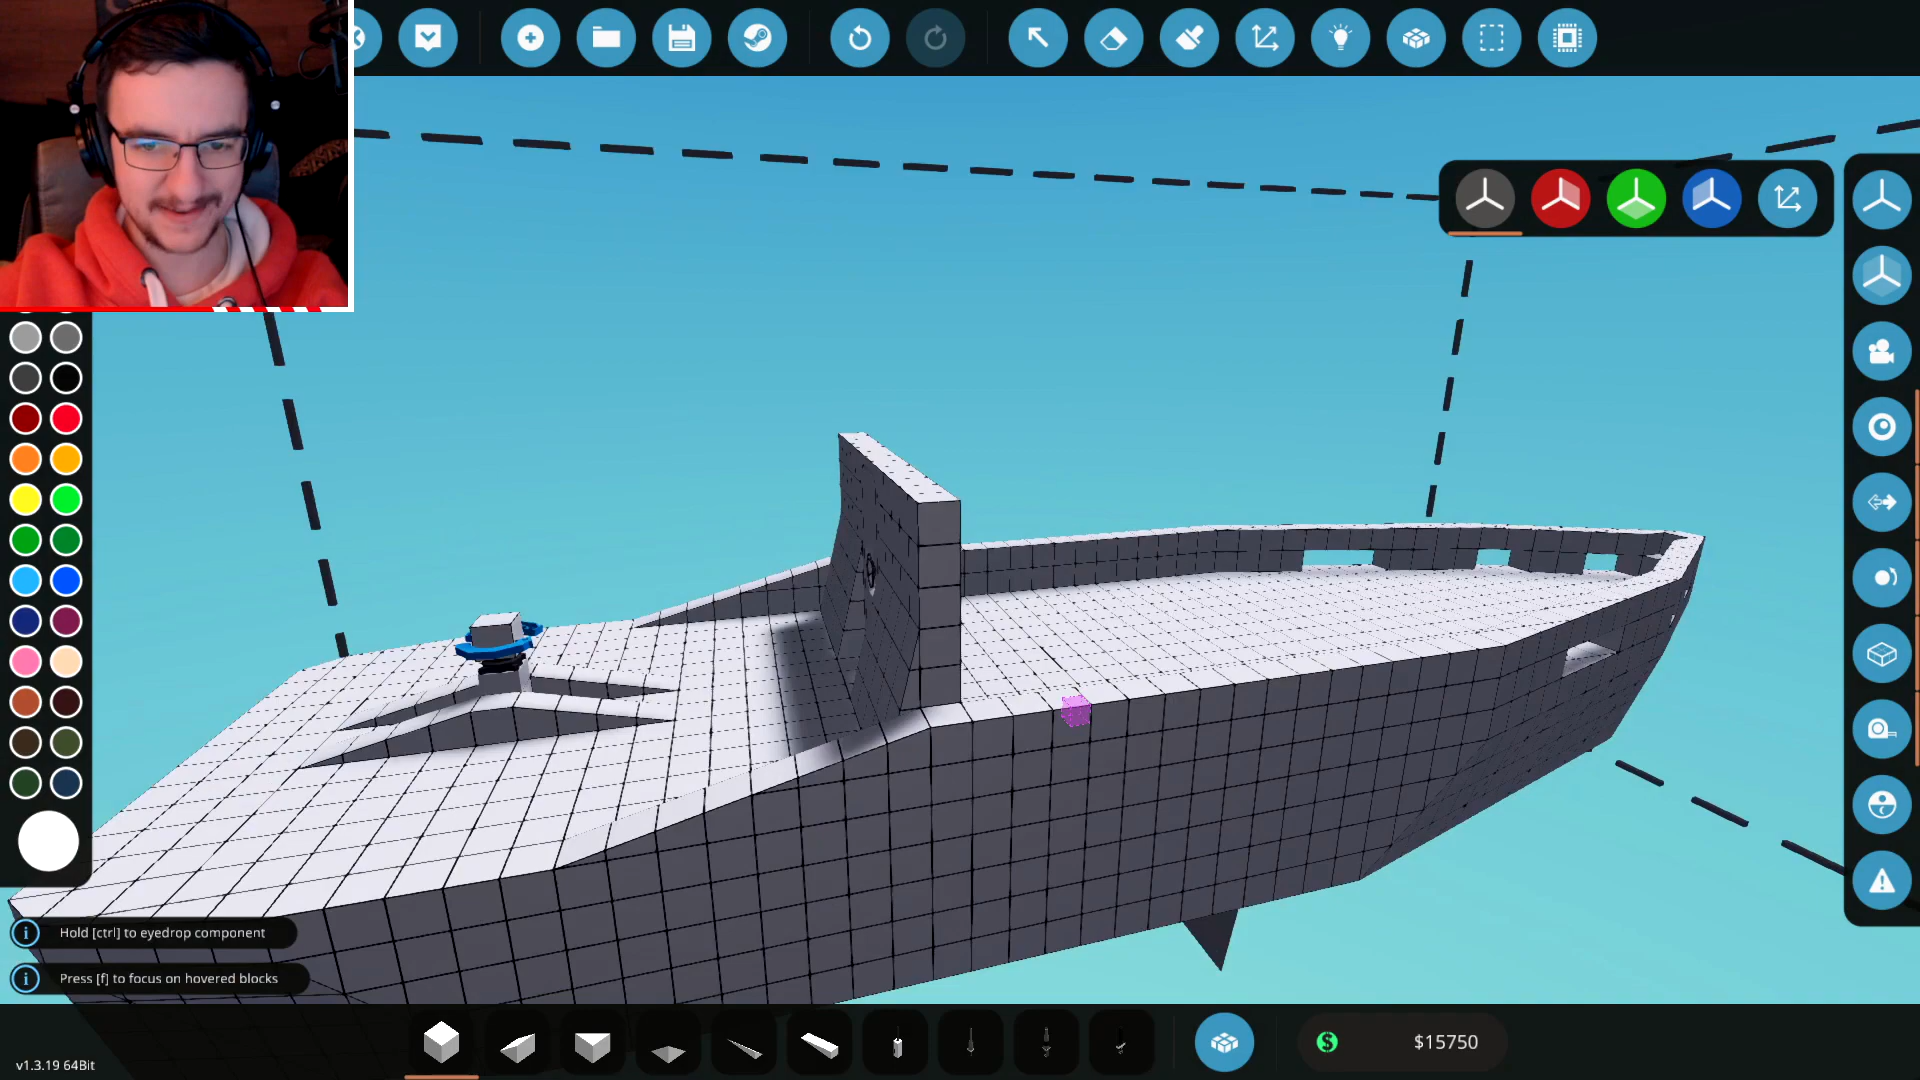 Hold [ctrl] to eyedrop component
Press [f] to focus on hovered blocks
$15750
v1.3.19 64Bit